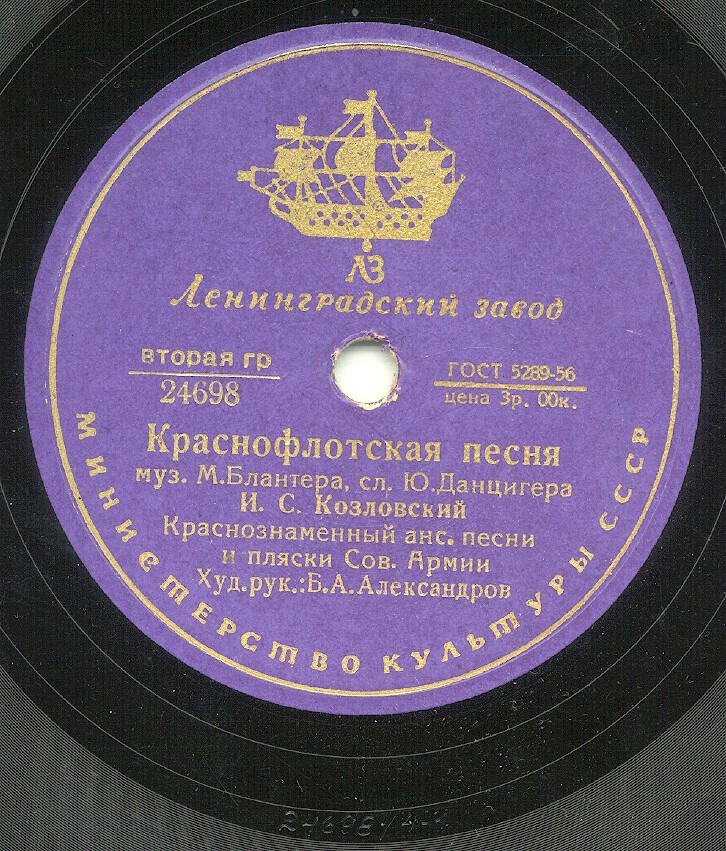 ЛЗ
Ленинградский завод
вторая гр
24698
ГОСТ 5289-56
цена 3р. 00к.
Краснофлотская песня
муз. М.Блантера, сл. Ю.Данцигера
И. С. Козловский
Краснознаменный анс. песни
и пляски Сов. Армии
Худ.рук.:Б.А.Александров
МИНИСТЕРСТВО КУЛЬТУРЫ СССР
24698